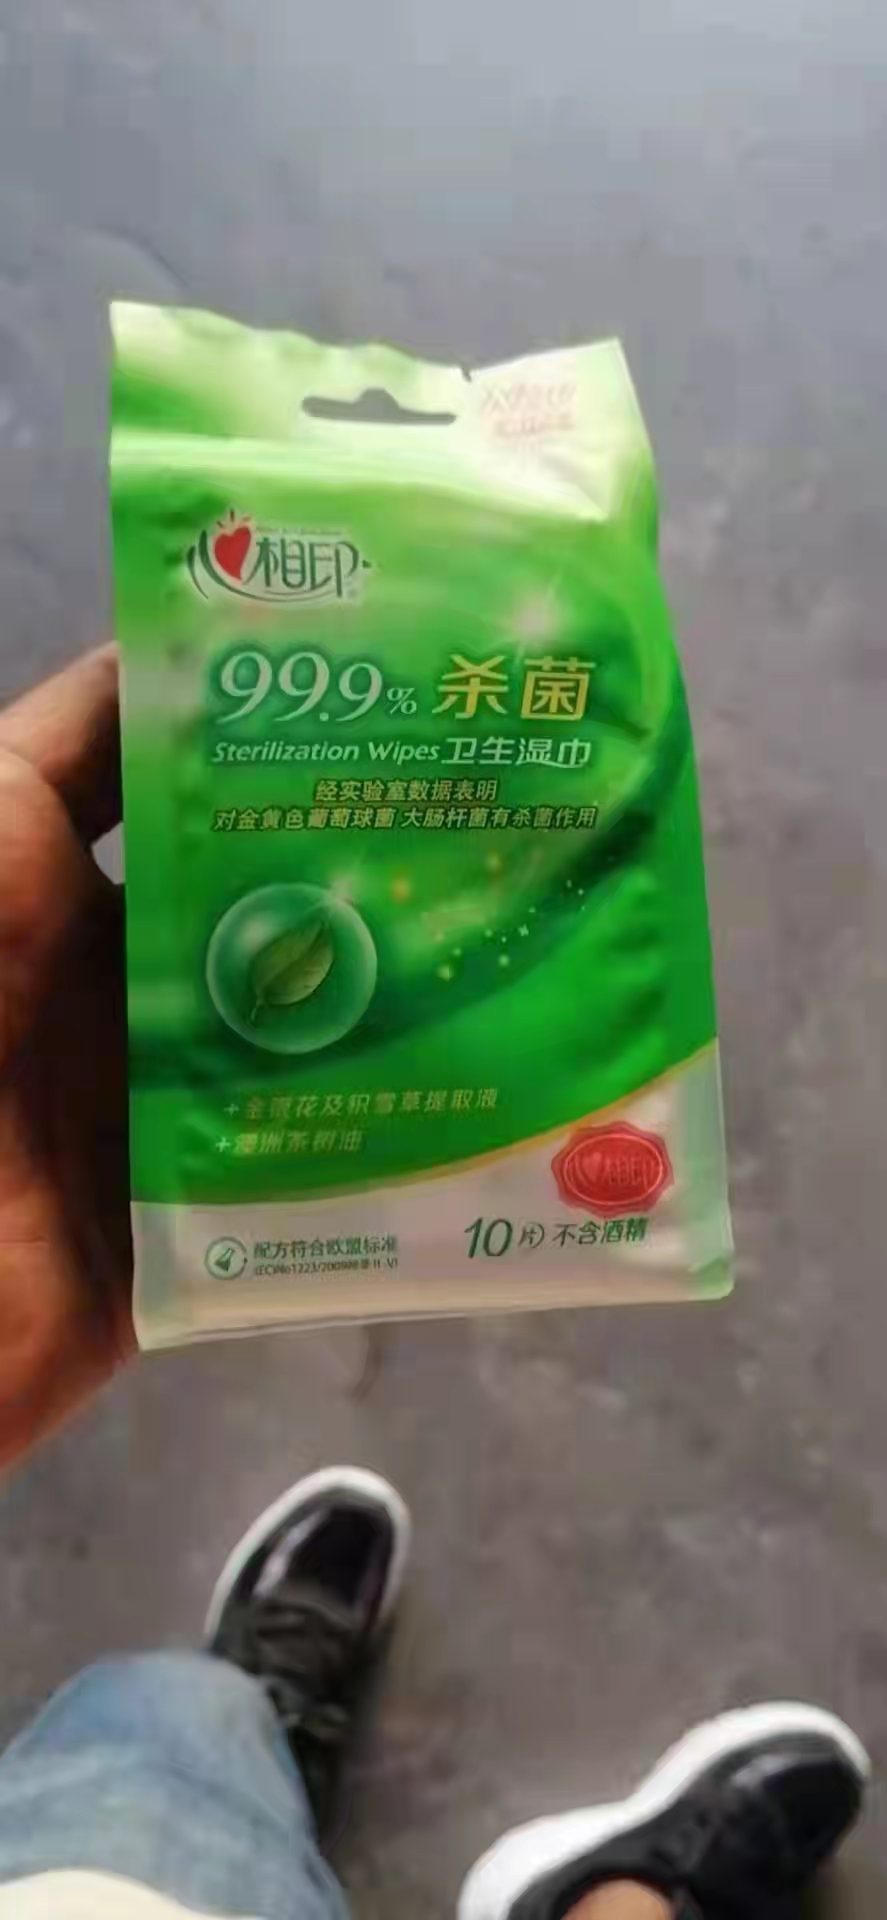 心相印
99.9% 杀菌
Sterilization Wipes 卫生湿巾
经实验室数据表明
对金黄色葡萄球菌 大肠杆菌有杀菌作用
+金银花及积雪草提取液
+澳洲茶树油
心相印
10片 不含酒精
配方符合欧盟标准